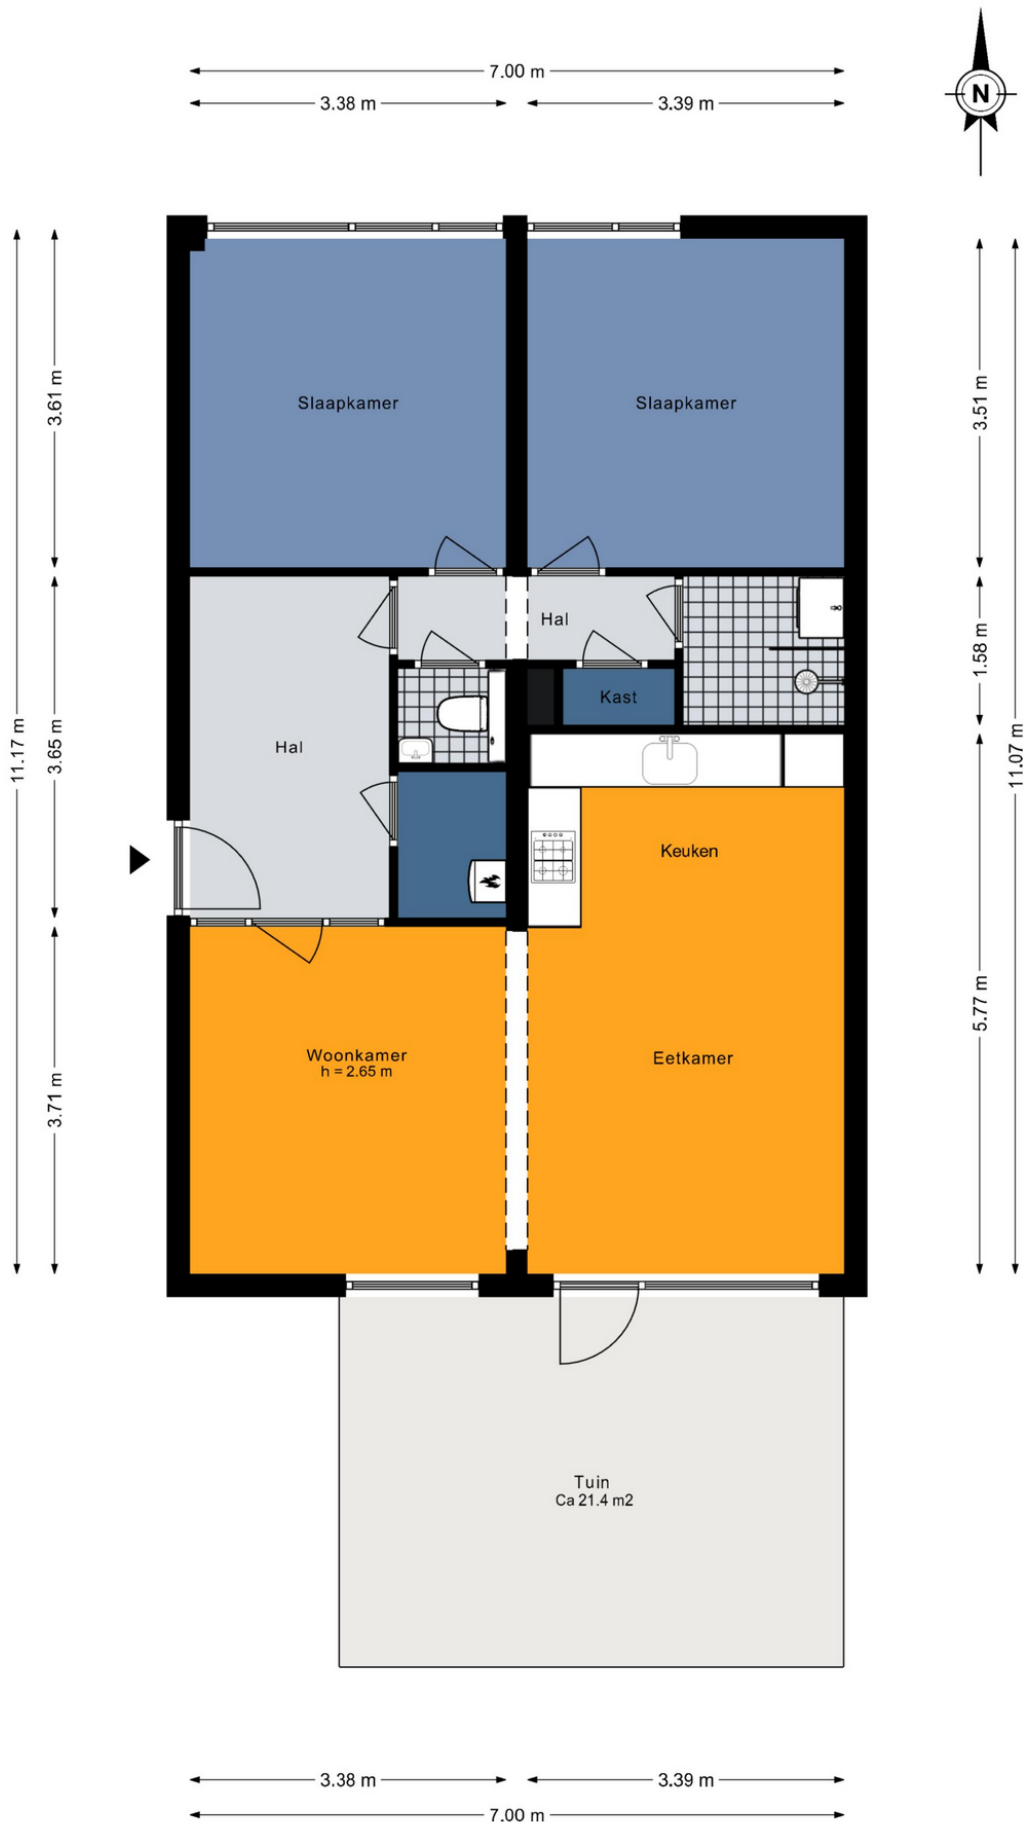 7.00 m
3.38 m
3.39 m
N
3.61 m
3.51 m
Slaapkamer
Slaapkamer
11.17 m
3.65 m
1.58 m
11.07 m
Hal
Kast
Hal
Keuken
5.77 m
3.71 m
Woonkamer
h = 2.65 m
Eetkamer
Tuin
Ca 21.4 m2
3.38 m
3.39 m
7.00 m